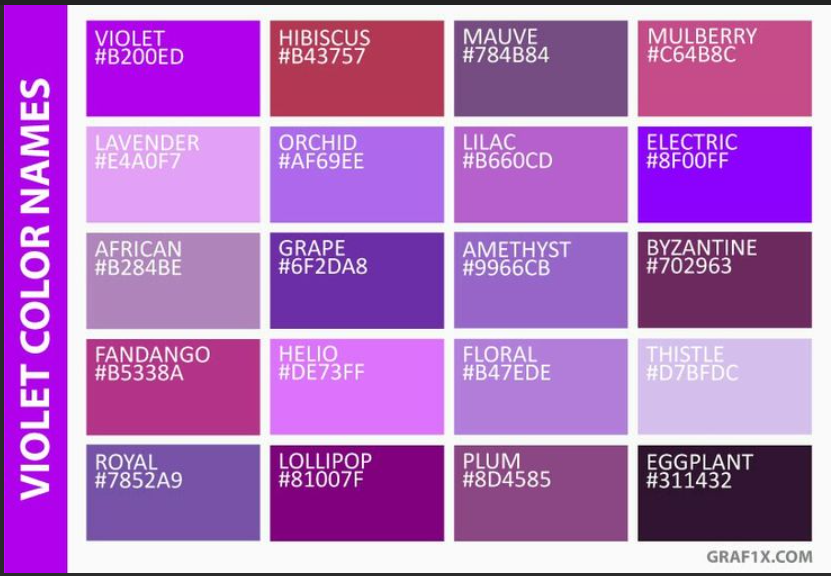 VIOLET COLOR NAMES
VIOLET
#B200ED
HIBISCUS
#B43757
MAUVE
#784B84
MULBERRY
#C64B8C
LAVENDER
#E4A0F7
ORCHID
#AF69EE
LILAC
#B660CD
ELECTRIC
#8F00FF
AFRICAN
#B284BE
GRAPE
#6F2DA8
AMETHYST
#9966CB
BYZANTINE
#702963
FANDANGO
#B5338A
HELIO
#DE73FF
FLORAL
#B47EDE
THISTLE
#D7BFDC
ROYAL
#7852A9
LOLLIPOP
#81007F
PLUM
#8D4585
EGGPLANT
#311432
GRAF1X.COM